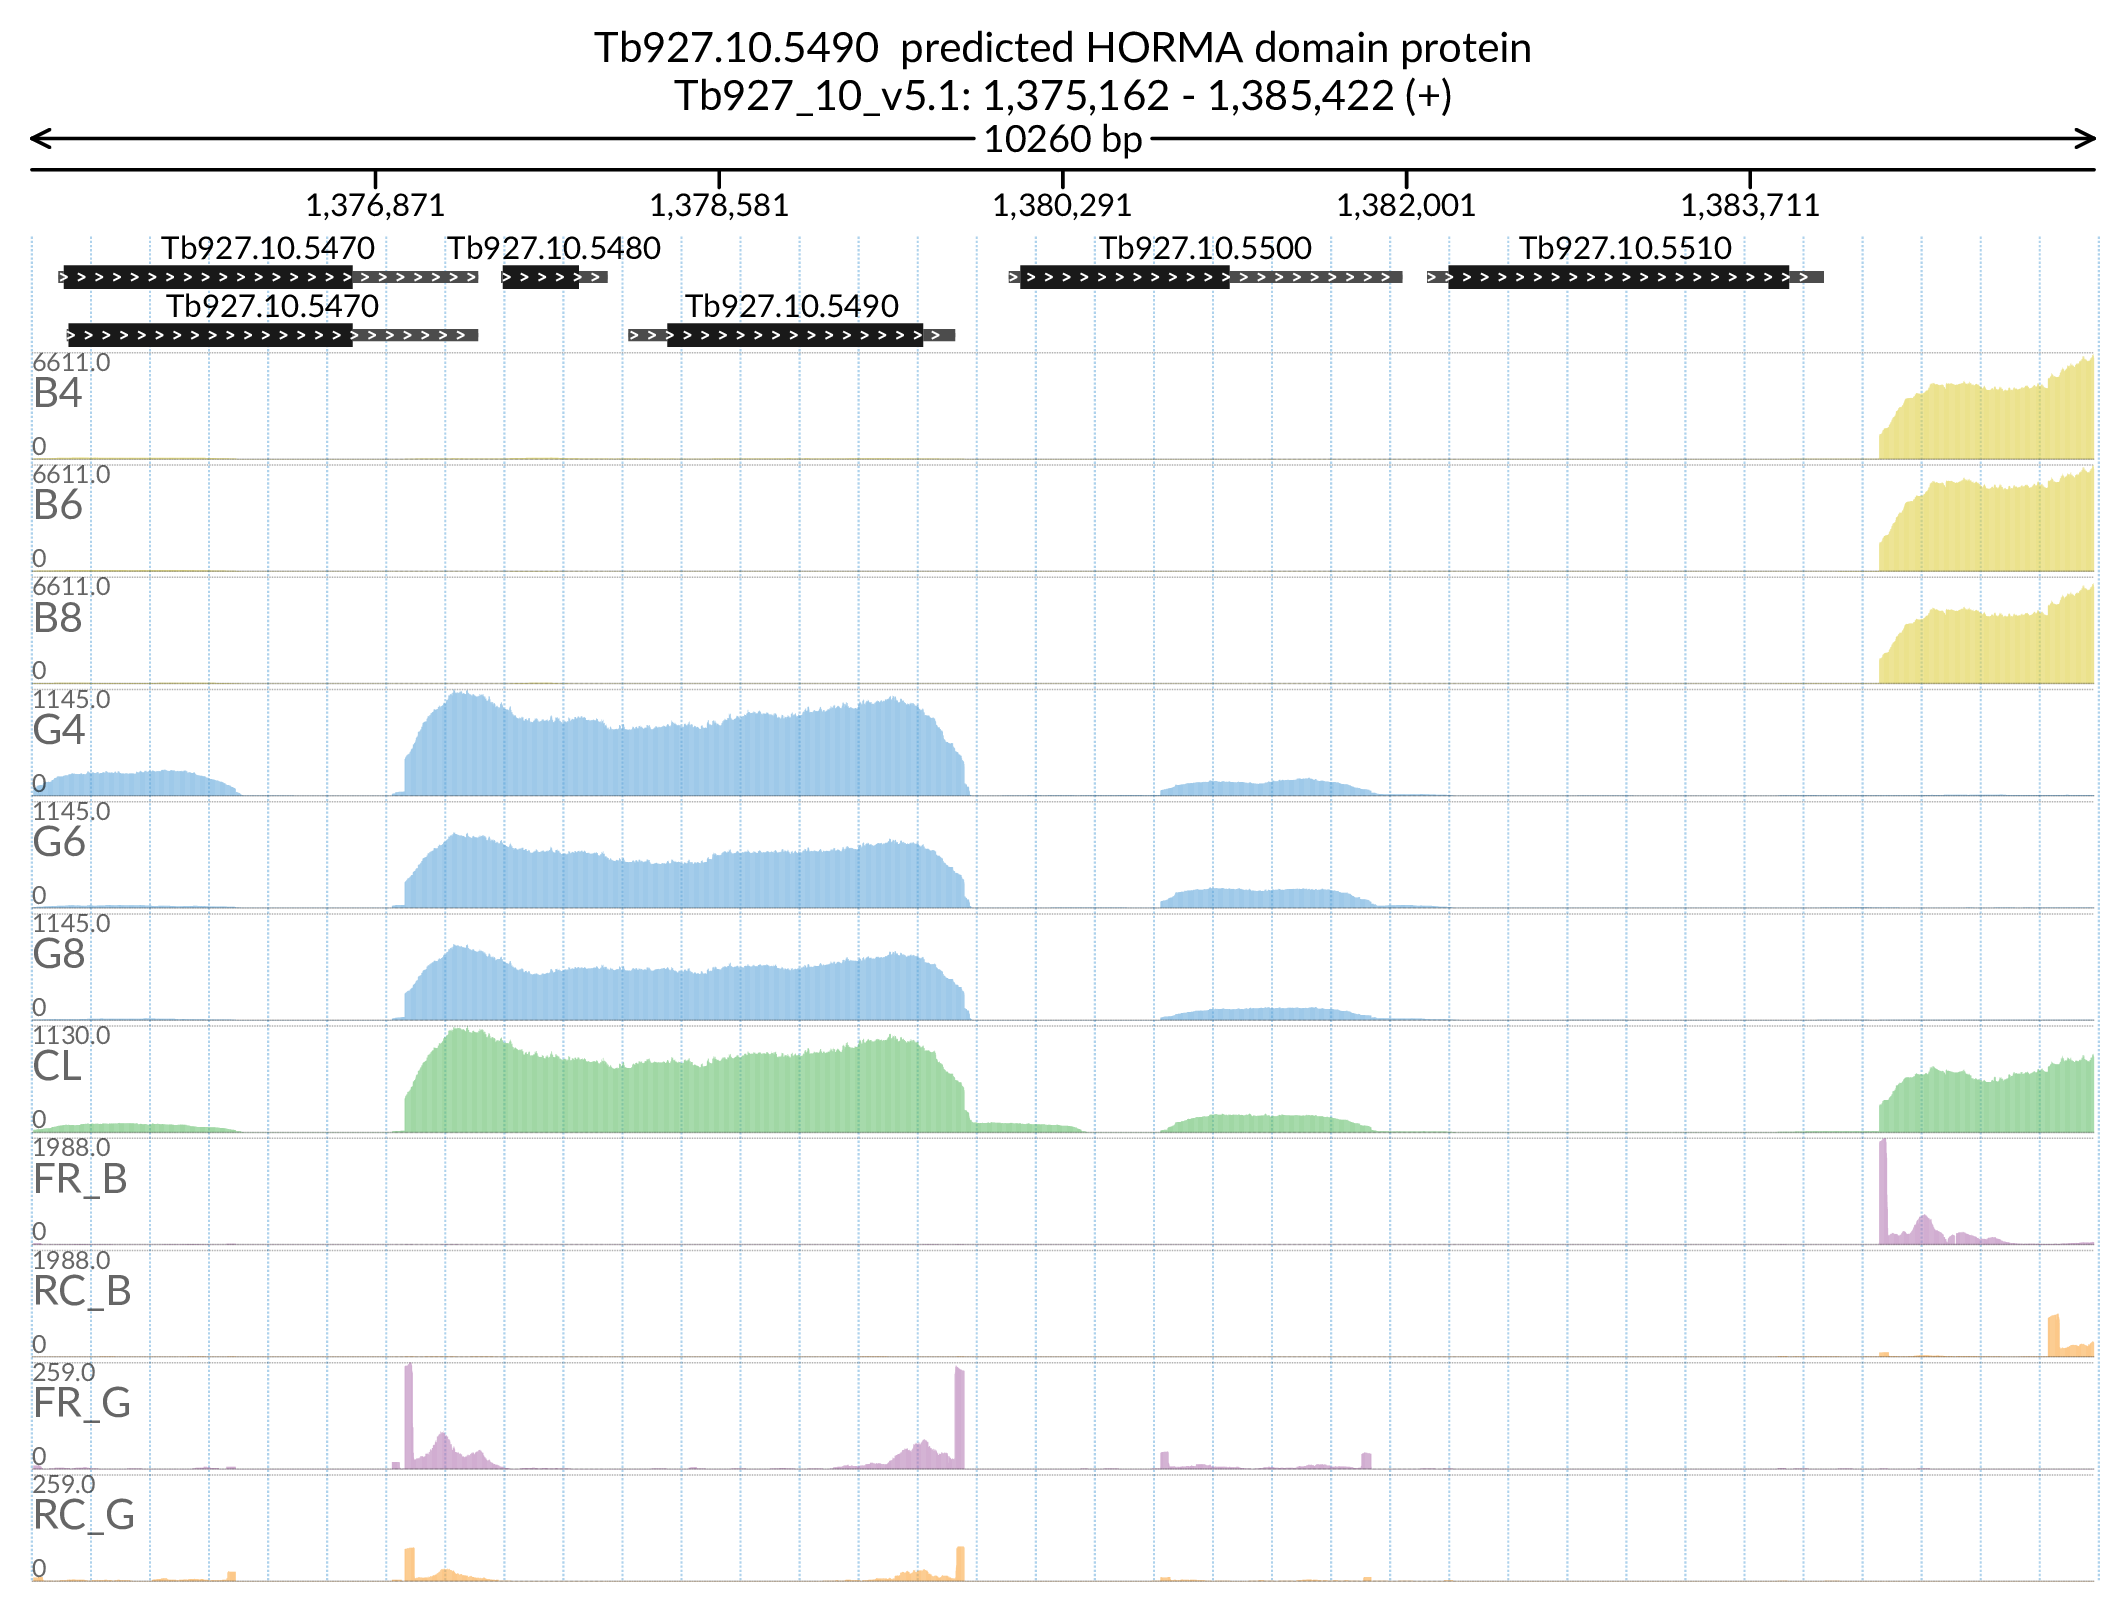 Tb927.10.5490  predicted HORMA domain protein
Tb927_10_v5.1: 1,375,162 - 1,385,422 (+)
10260 bp
1,376,871 1,378,581 1,380,291 1,382,001 1,383,711
Tb927.10.5470 Tb927.10.5480 Tb927.10.5500 Tb927.10.5510
Tb927.10.5470 Tb927.10.5490
6611.0
B4
0
6611.0
B6
0
6611.0
B8
0
1145.0
G4
0
1145.0
G6
0
1145.0
G8
0
1130.0
CL
0
1988.0
FR_B
0
1988.0
RC_B
0
259.0
FR_G
0
259.0
RC_G
0